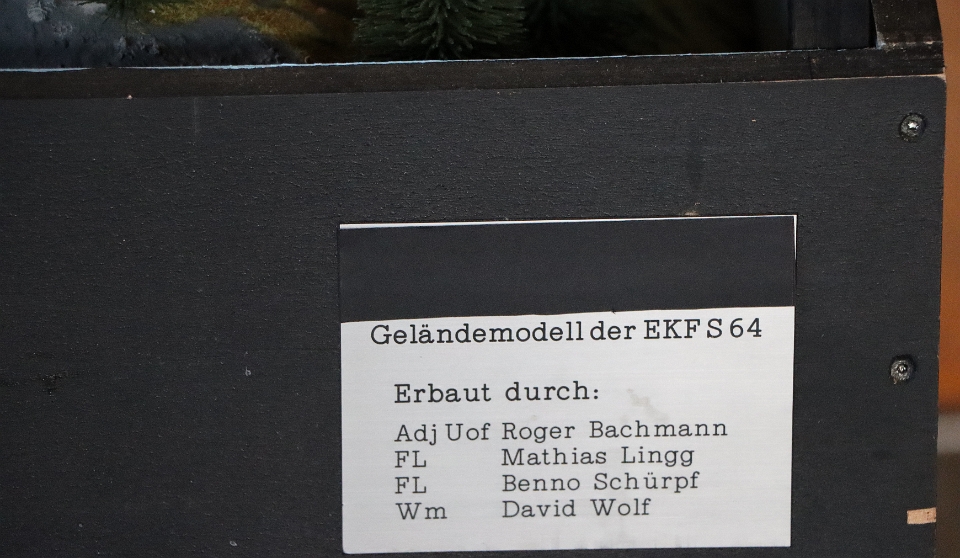 Geländemodell der EKF S 64
Erbaut durch:
Adj Uof Roger Bachmann
FL Mathias Lingg
FL Benno Schürpf
Wm David Wolf